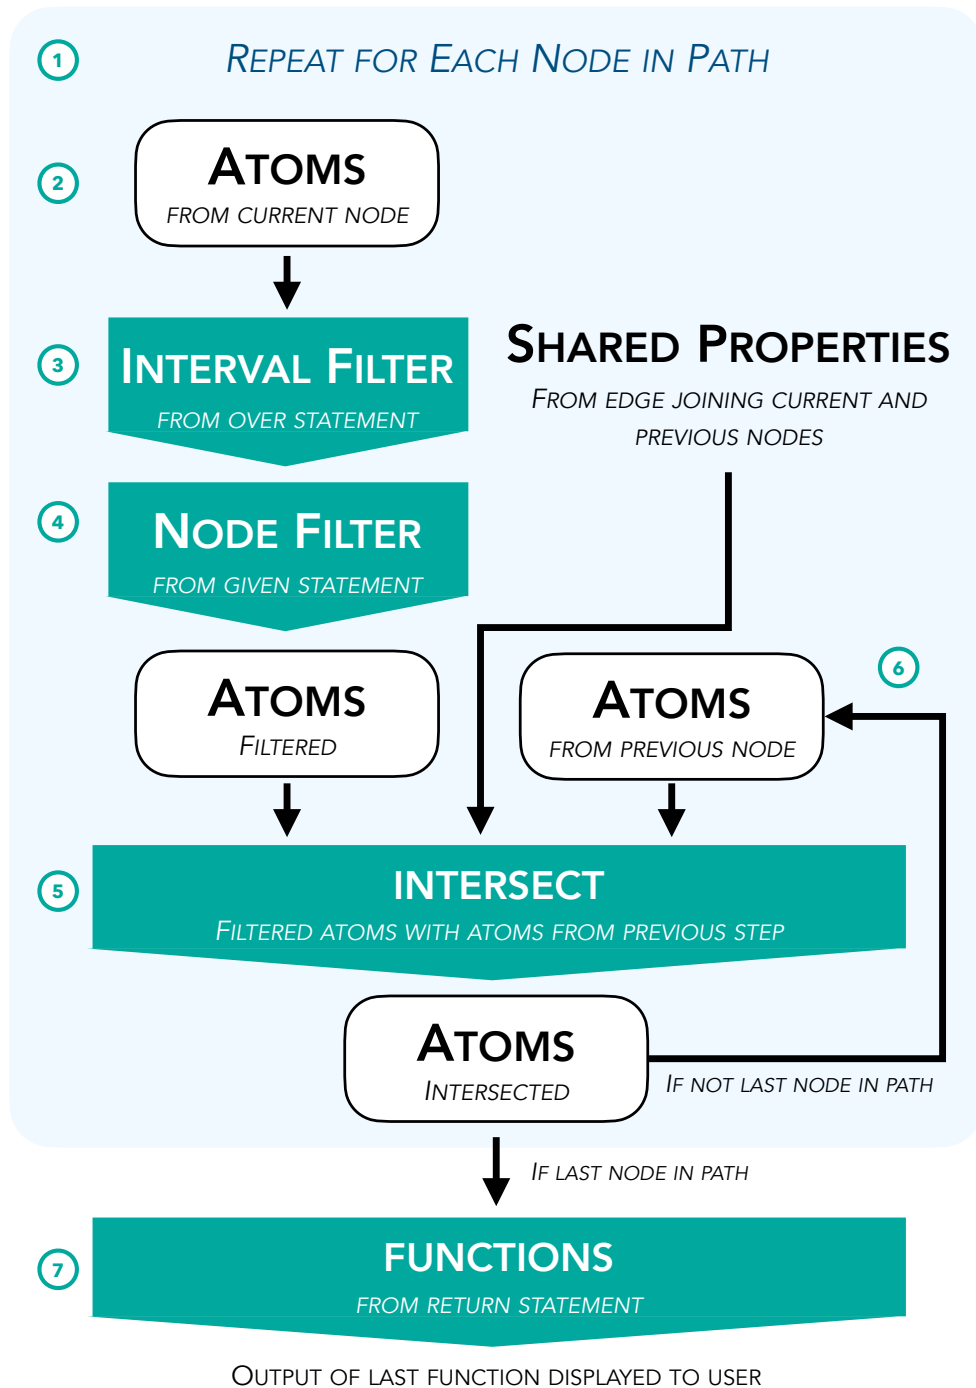 1
REPEAT FOR EACH NODE IN PATH
2
ATOMS
FROM CURRENT NODE
3
INTERVAL FILTER
FROM OVER STATEMENT
SHARED PROPERTIES
FROM EDGE JOINING CURRENT AND
PREVIOUS NODES
4
NODE FILTER
FROM GIVEN STATEMENT
ATOMS
FILTERED
ATOMS
FROM PREVIOUS NODE
6
5
INTERSECT
FILTERED ATOMS WITH ATOMS FROM PREVIOUS STEP
ATOMS
INTERSECTED
IF NOT LAST NODE IN PATH
IF LAST NODE IN PATH
7
FUNCTIONS
FROM RETURN STATEMENT
OUTPUT OF LAST FUNCTION DISPLAYED TO USER